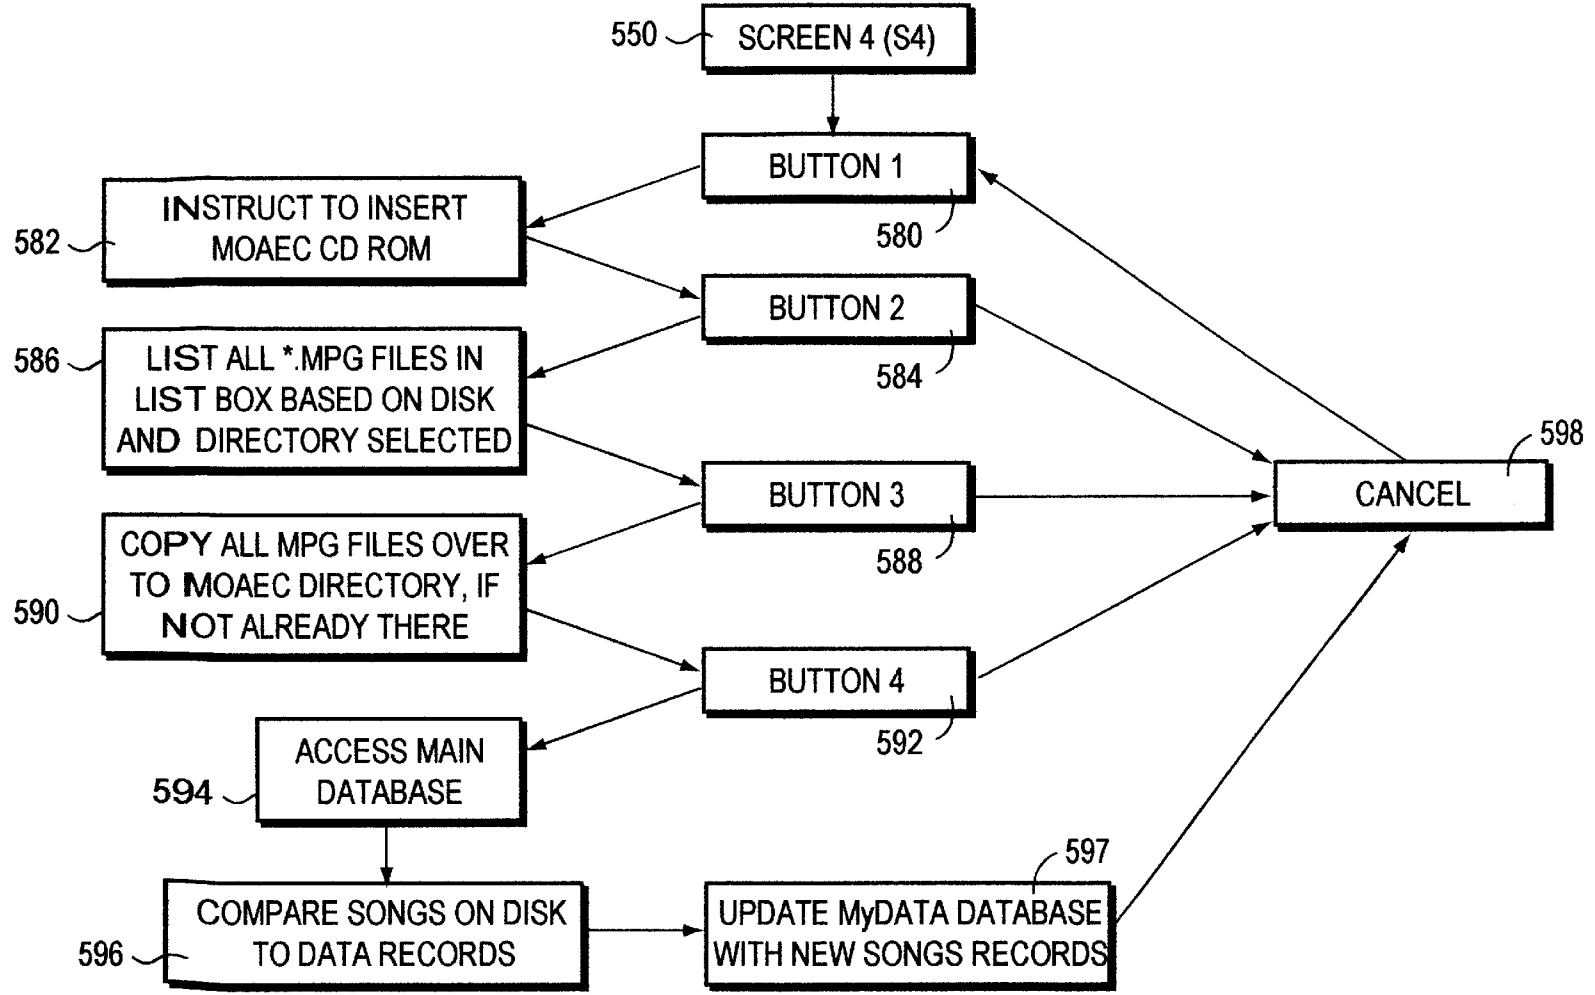 550
SCREEN 4 (S4)
BUTTON 1
580
582
INSTRUCT TO INSERT
MOAEC CD ROM
BUTTON 2
584
586
LIST ALL *.MPG FILES IN
LIST BOX BASED ON DISK
AND DIRECTORY SELECTED
BUTTON 3
588
598
CANCEL
590
COPY ALL MPG FILES OVER
TO MOAEC DIRECTORY, IF
NOT ALREADY THERE
BUTTON 4
592
594
ACCESS MAIN
DATABASE
596
COMPARE SONGS ON DISK
TO DATA RECORDS
597
UPDATE MyDATA DATABASE
WITH NEW SONGS RECORDS